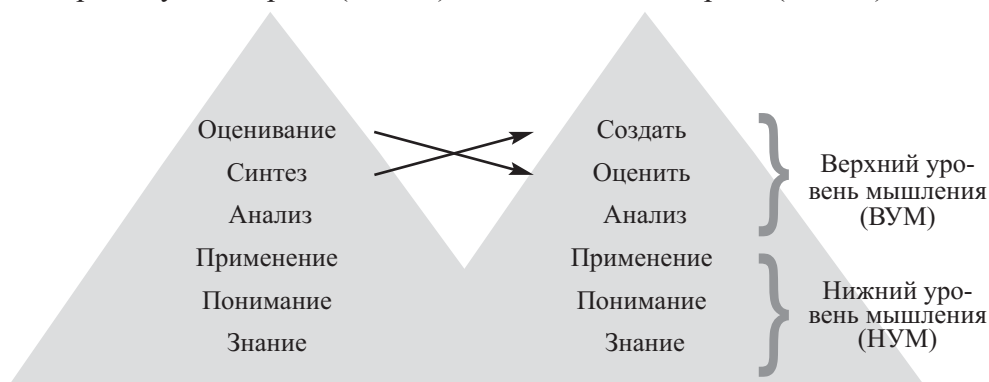 Оценивание
Синтез
Анализ
Применение
Понимание
Знание
Создать
Оценить
Анализ
Применение
Понимание
Знание
Верхний уро-
вень мышления
(ВУМ)
Нижний уро-
вень мышления
(НУМ)